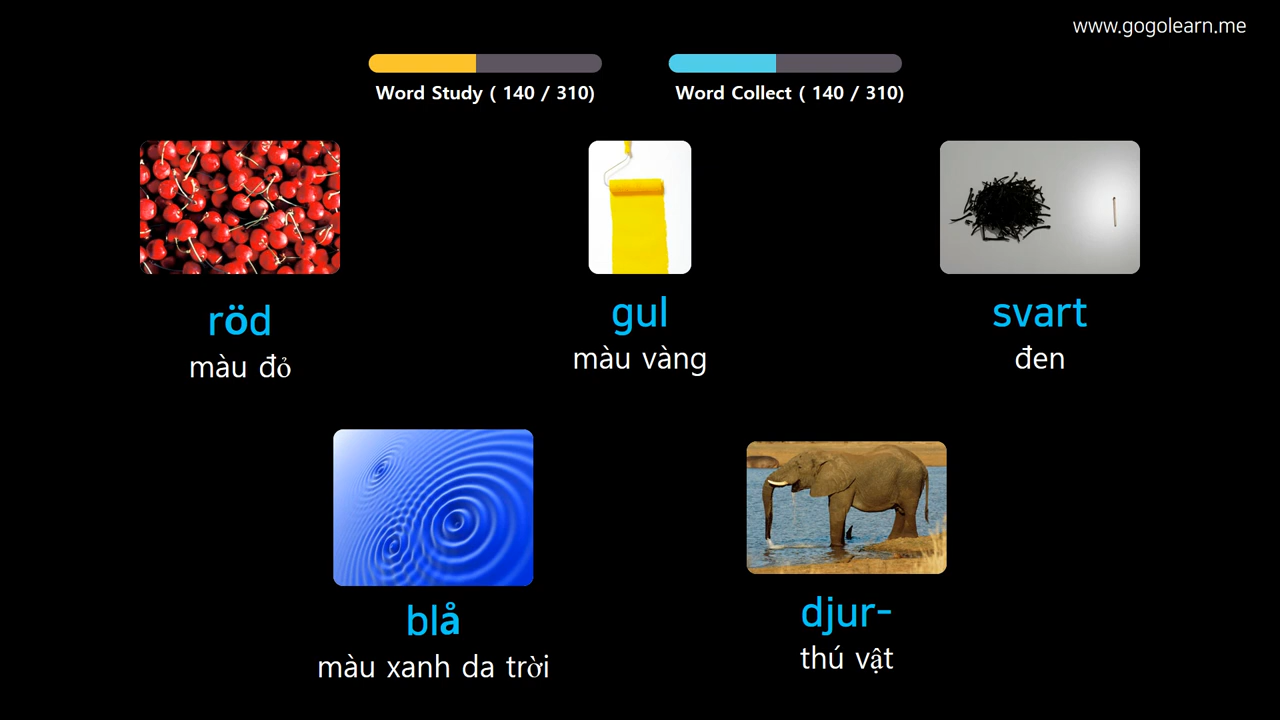 www.gogolearn.me
Word Study ( 140 / 310)
Word Collect ( 140 / 310)
röd
màu đỏ
gul
màu vàng
svart
đen
blå
màu xanh da trời
djur-
thú vật